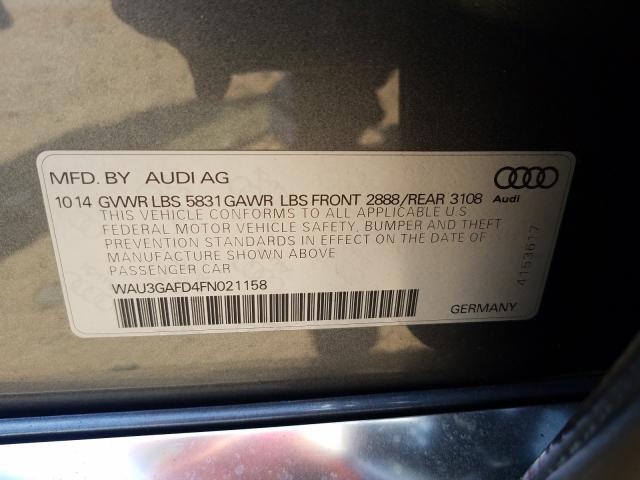 MFD. BY AUDI AG
Audi
10 14 GVWR LBS 5831 GAWR LBS FRONT 2888/REAR 3108
THIS VEHICLE CONFORMS TO ALL APPLICABLE U.S
FEDERAL MOTOR VEHICLE SAFETY, BUMPER AND THEFT
PREVENTION STANDARDS IN EFFECT ON THE DATE OF
MANUFACTURE SHOWN ABOVE
PASSENGER CAR
WAU3GAFD4FN021158
GERMANY
4153617